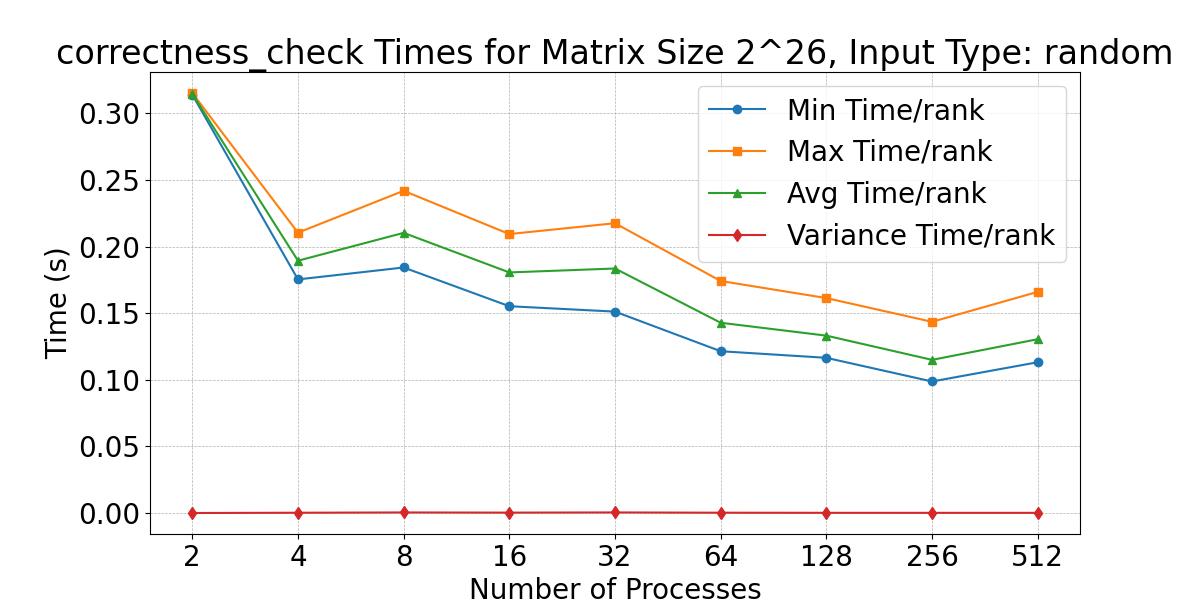 correctness_check Times for Matrix Size 2^26, Input Type: random
Min Time/rank
Max Time/rank
Avg Time/rank
Variance Time/rank
Time (s)
0.30
0.25
0.20
0.15
0.10
0.05
0.00
2 4 8 16 32 64 128 256 512
Number of Processes